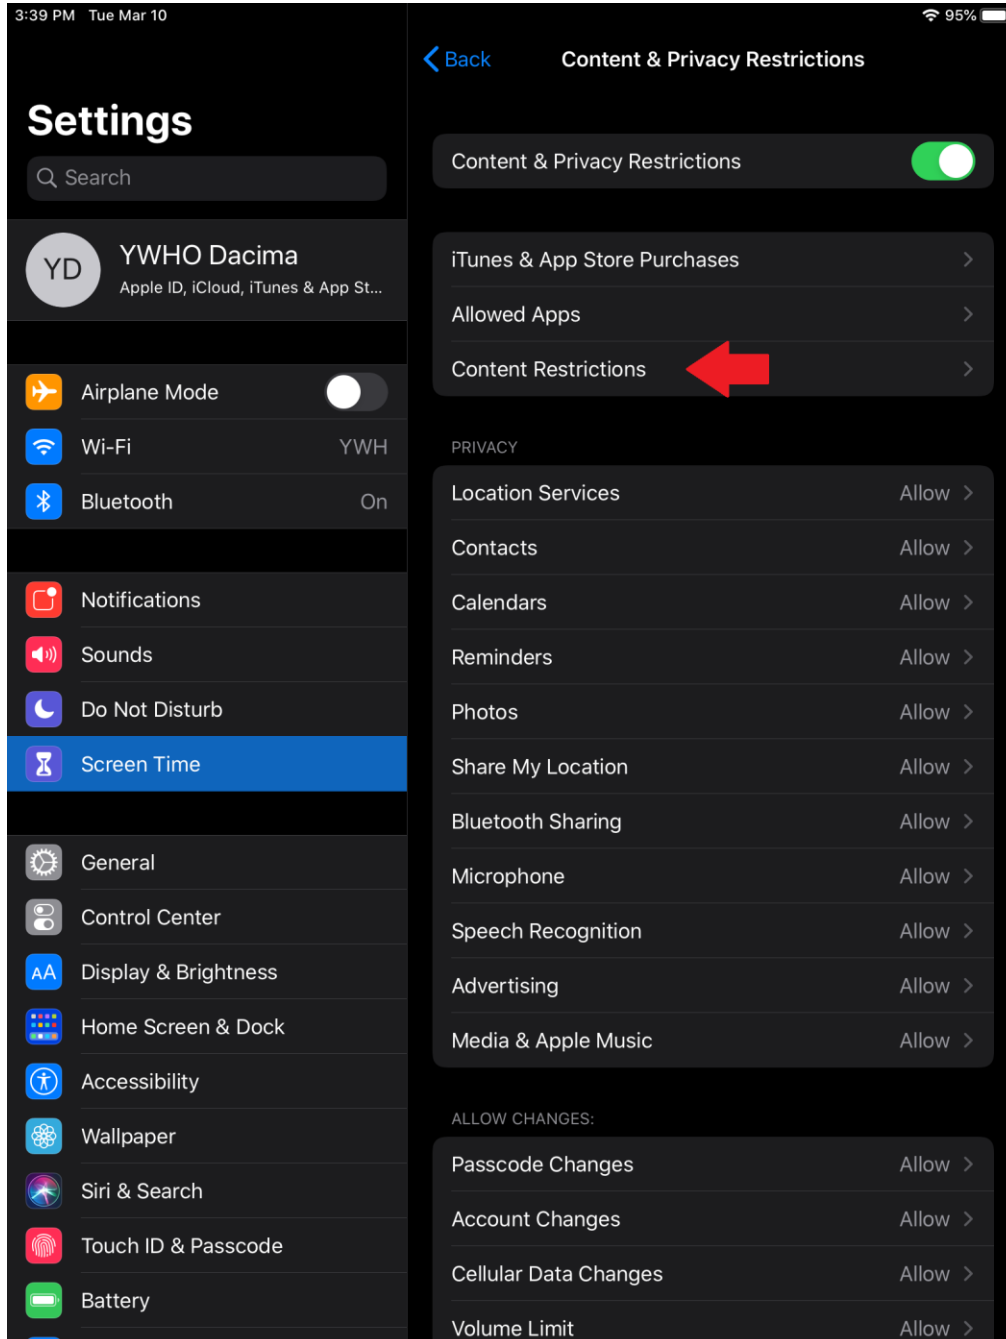 3:39 PM Tue Mar 10
95%
Settings
Search
YD
YWHO Dacima
Apple ID, iCloud, iTunes & App St...
Airplane Mode
Wi-Fi YWH
Bluetooth On
Notifications
Sounds
Do Not Disturb
Screen Time
General
Control Center
AA Display & Brightness
Home Screen & Dock
Accessibility
Wallpaper
Siri & Search
Touch ID & Passcode
Battery
Back Content & Privacy Restrictions
Content & Privacy Restrictions
iTunes & App Store Purchases
Allowed Apps
Content Restrictions
PRIVACY
Location Services Allow
Contacts Allow
Calendars Allow
Reminders Allow
Photos Allow
Share My Location Allow
Bluetooth Sharing Allow
Microphone Allow
Speech Recognition Allow
Advertising Allow
Media & Apple Music Allow
ALLOW CHANGES:
Passcode Changes Allow
Account Changes Allow
Cellular Data Changes Allow
Volume Limit Allow